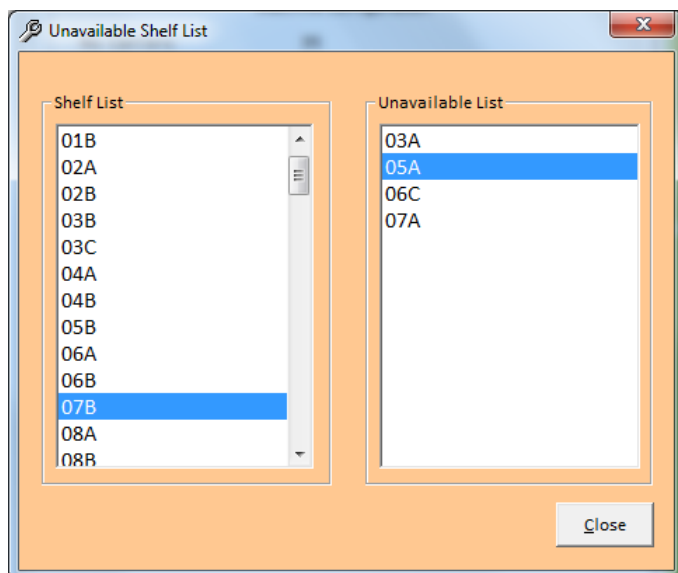 Unavailable Shelf List
Shelf List
01B
02A
02B
03B
03C
04A
04B
05B
06A
06B
07B
08A
08B
Unavailable List
03A
05A
06C
07A
Close